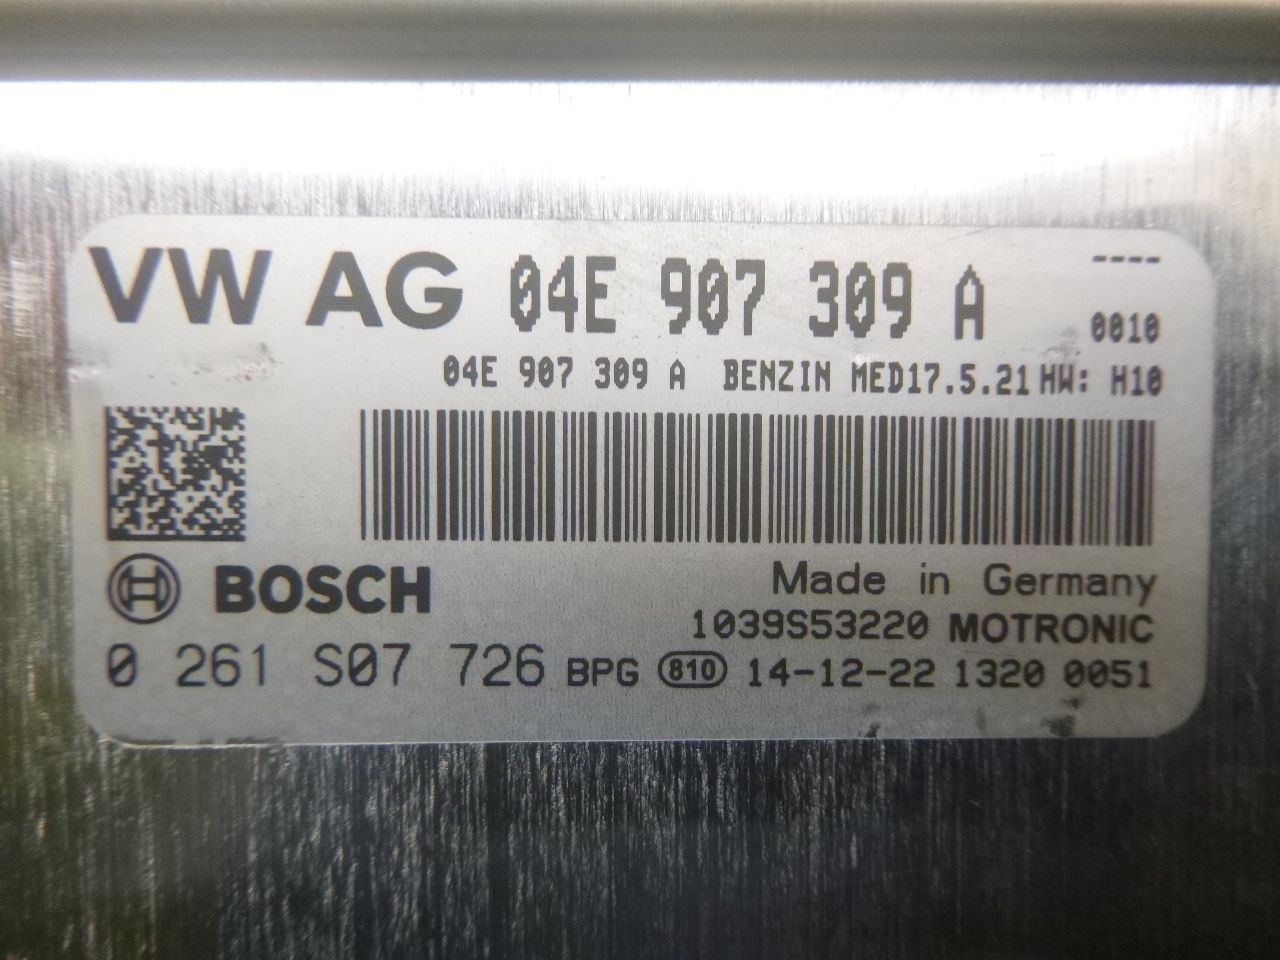 VW AG 04E 907 309 A ----
0010
04E 907 309 A BENZIN MED17.5.21 HW: H10
BOSCH Made in Germany
1039S53220 MOTRONIC
0 261 S07 726 BPG 810 14-12-22 1320 0051